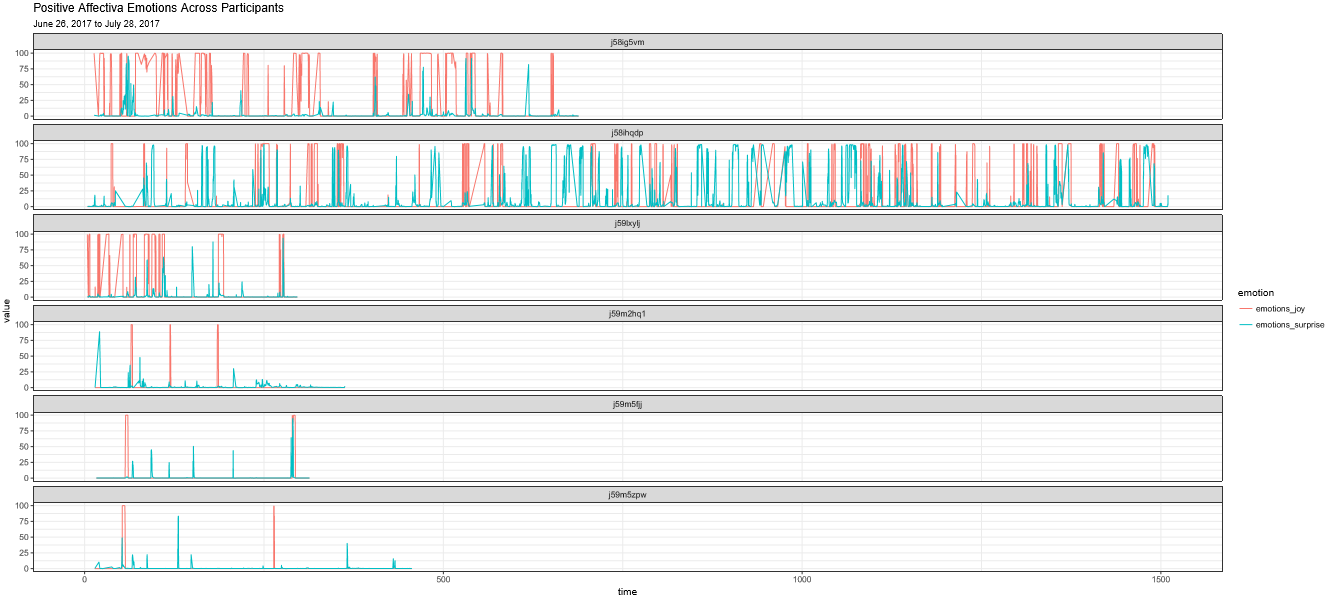 Positive Affectiva Emotions Across Participants
June 26, 2017 to July 28, 2017
j58ig5vm
100
75
50
25
0
j58ihqdp
100
75
50
25
0
j59lxylj
100
75
50
25
0
j59m2hq1
100
75
50
25
0
j59m5fjj
100
75
50
25
0
j59m5zpw
100
75
50
25
0
0 500 1000 1500
time
value
emotion
emotions_joy
emotions_surprise